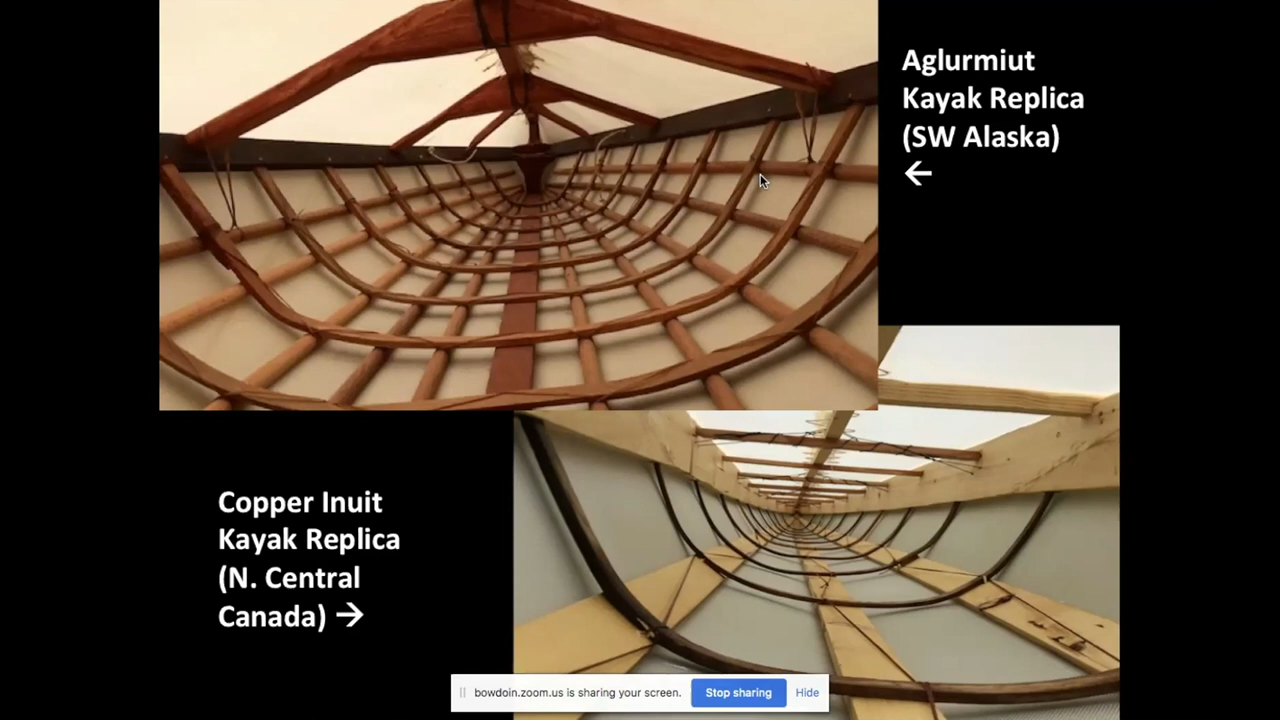 Aglurmiut
Kayak Replica
(SW Alaska)
←
Copper Inuit
Kayak Replica
(N. Central
Canada) →
bowdoin.zoom.us is sharing your screen. Stop sharing Hide